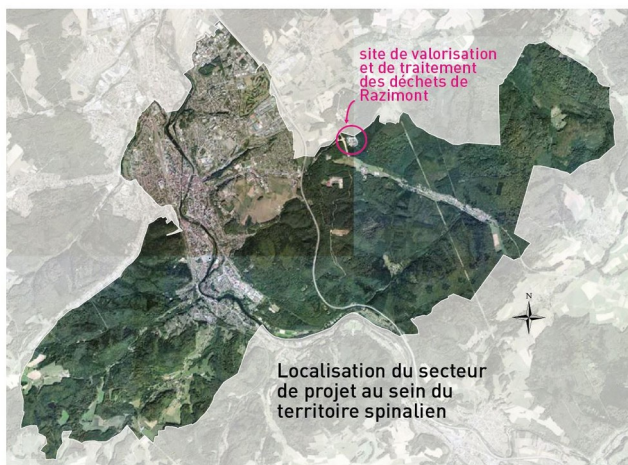 site de valorisation
et de traitement
des déchets de
Razimont
N
Localisation du secteur
de projet au sein du
territoire spinalien